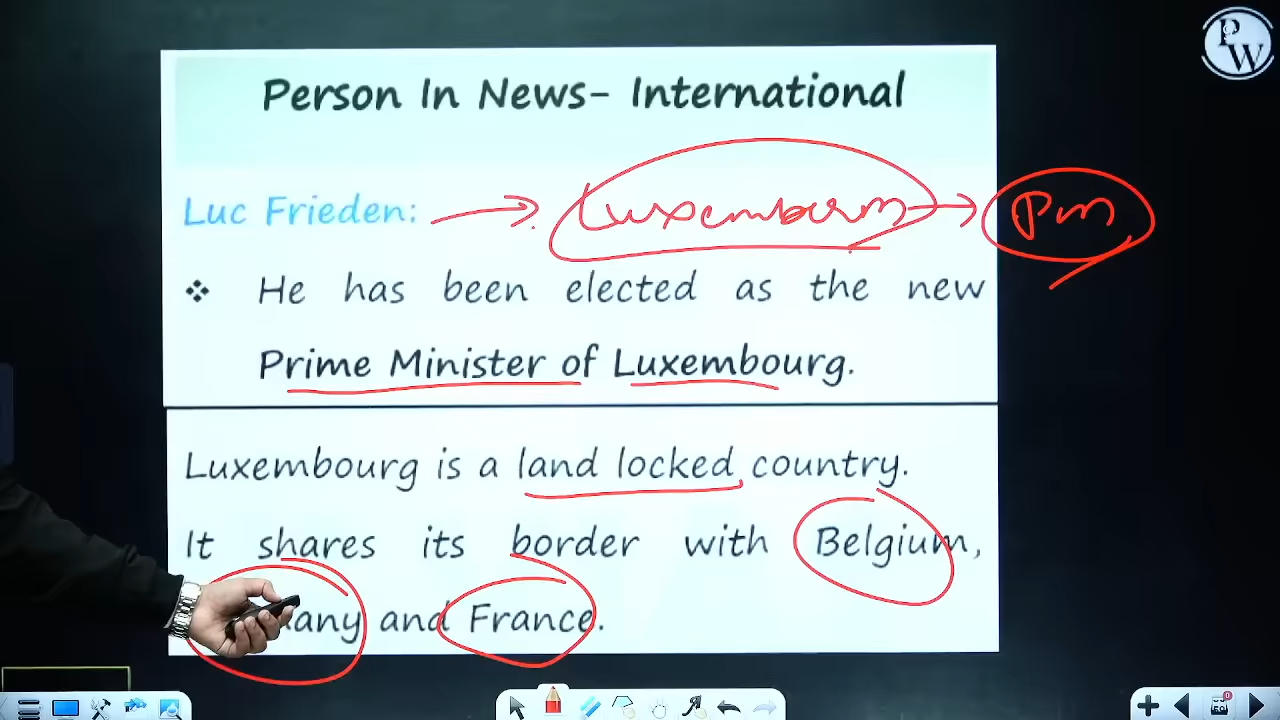 PW
Person In News- International
Luc Frieden: → Luxemburm → Pm
❖ He has been elected as the new
Prime Minister of Luxembourg.
Luxembourg is a land locked country.
It shares its border with Belgium,
any and France.